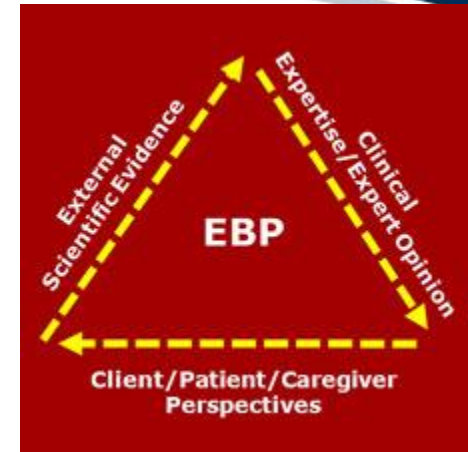 External
Scientific Evidence
Clinical
Expertise/Expert Opinion
EBP
Client/Patient/Caregiver
Perspectives